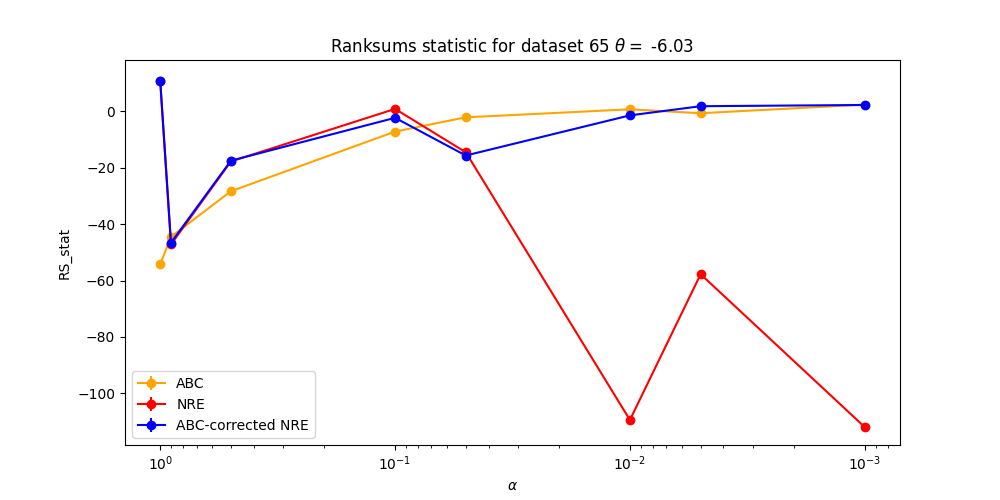 Ranksums statistic for dataset 65 θ = -6.03
RS_stat
0
−20
−40
−60
−80
−100
ABC
NRE
ABC-corrected NRE
10⁰
10⁻¹
10⁻²
10⁻³
α